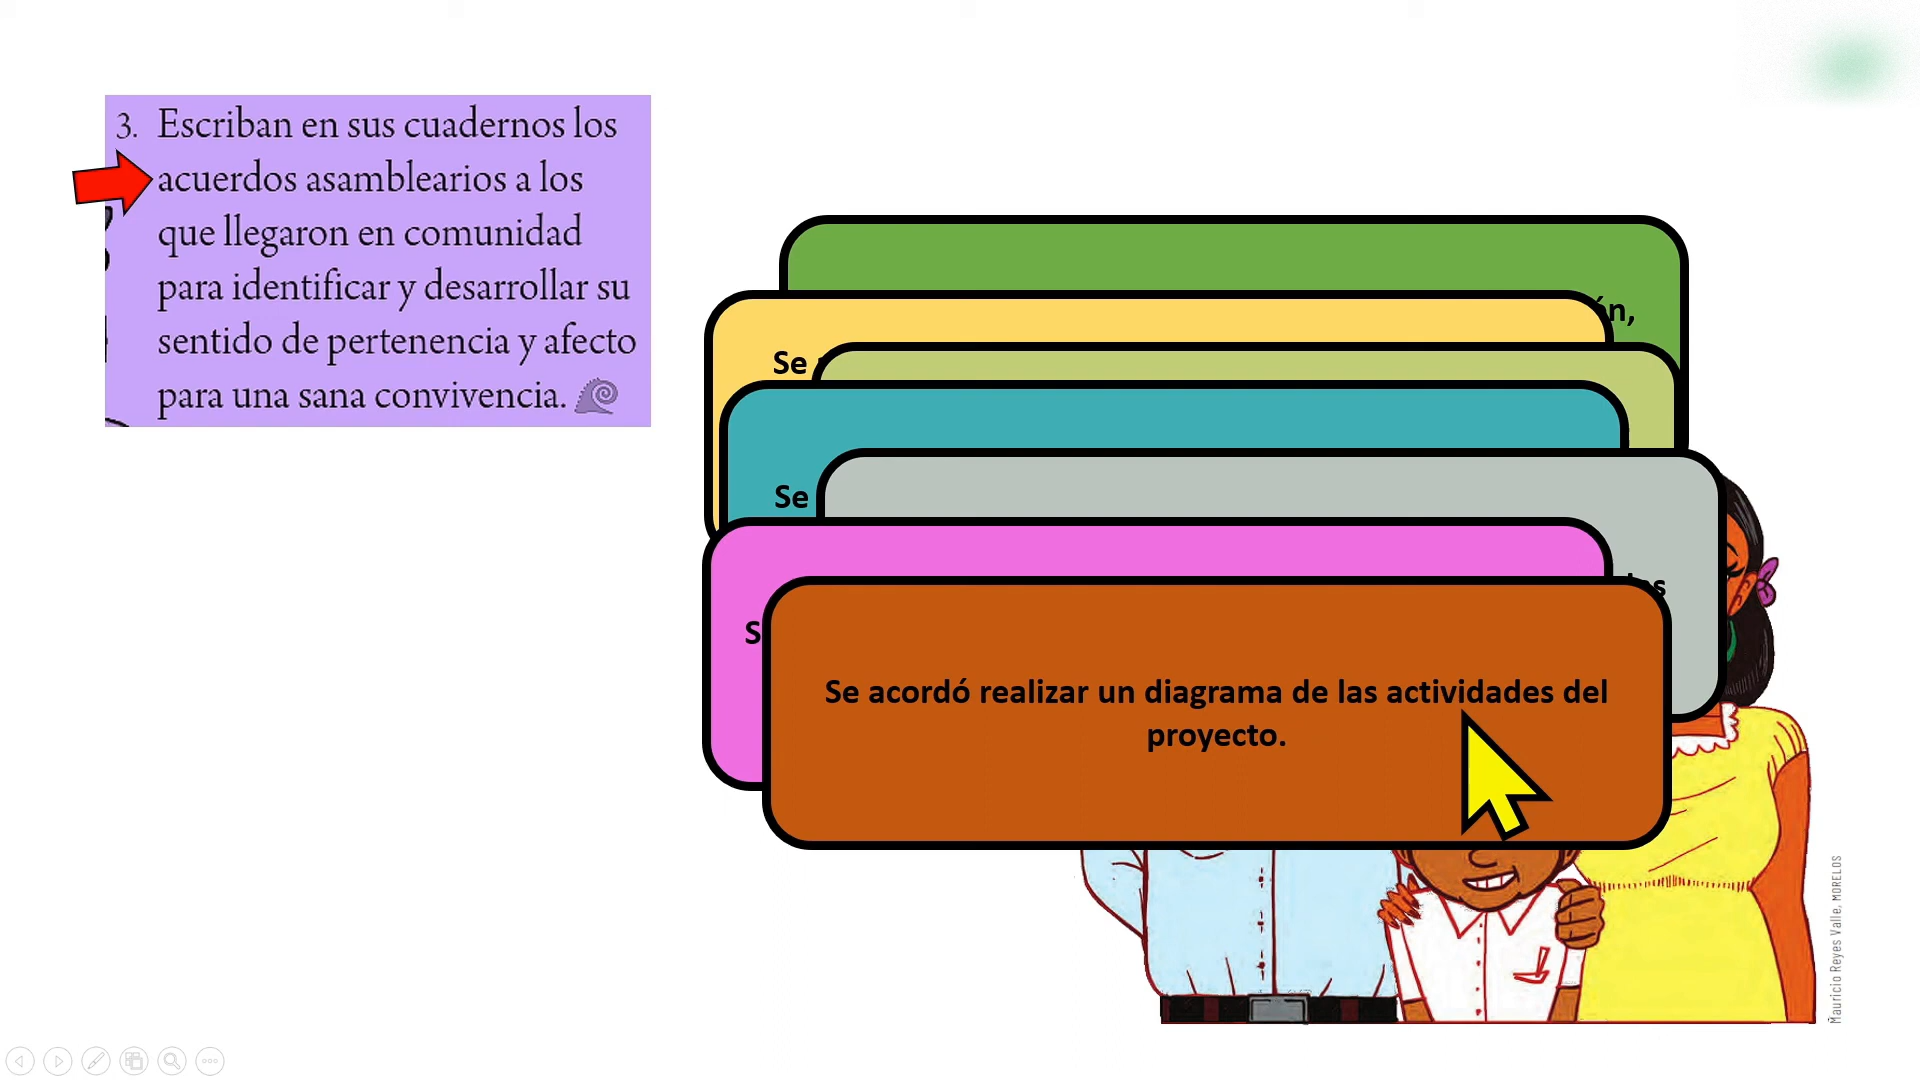 3. Escriban en sus cuadernos los
acuerdos asamblearios a los
que llegaron en comunidad
para identificar y desarrollar su
sentido de pertenencia y afecto
para una sana convivencia.
Se
Se
Se acordó realizar un diagrama de las actividades del
proyecto.
Mauricio Reyes Valle, MORELOS